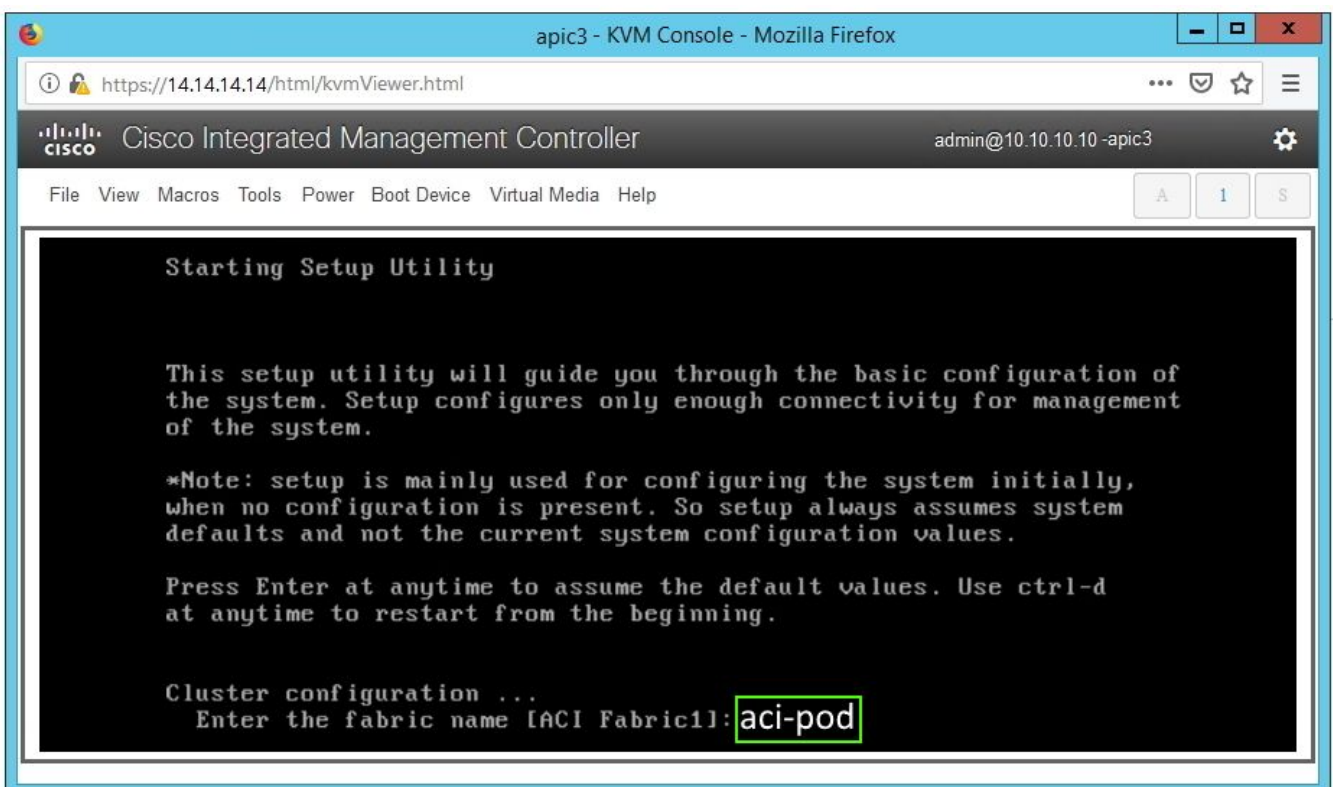 apic3 - KVM Console - Mozilla Firefox
https://14.14.14.14/html/kvmViewer.html
cisco Cisco Integrated Management Controller admin@10.10.10.10 -apic3
File View Macros Tools Power Boot Device Virtual Media Help A 1 S
Starting Setup Utility
This setup utility will guide you through the basic configuration of
the system. Setup configures only enough connectivity for management
of the system.
*Note: setup is mainly used for configuring the system initially,
when no configuration is present. So setup always assumes system
defaults and not the current system configuration values.
Press Enter at anytime to assume the default values. Use ctrl-d
at anytime to restart from the beginning.
Cluster configuration ...
Enter the fabric name [ACI Fabric1]: aci-pod